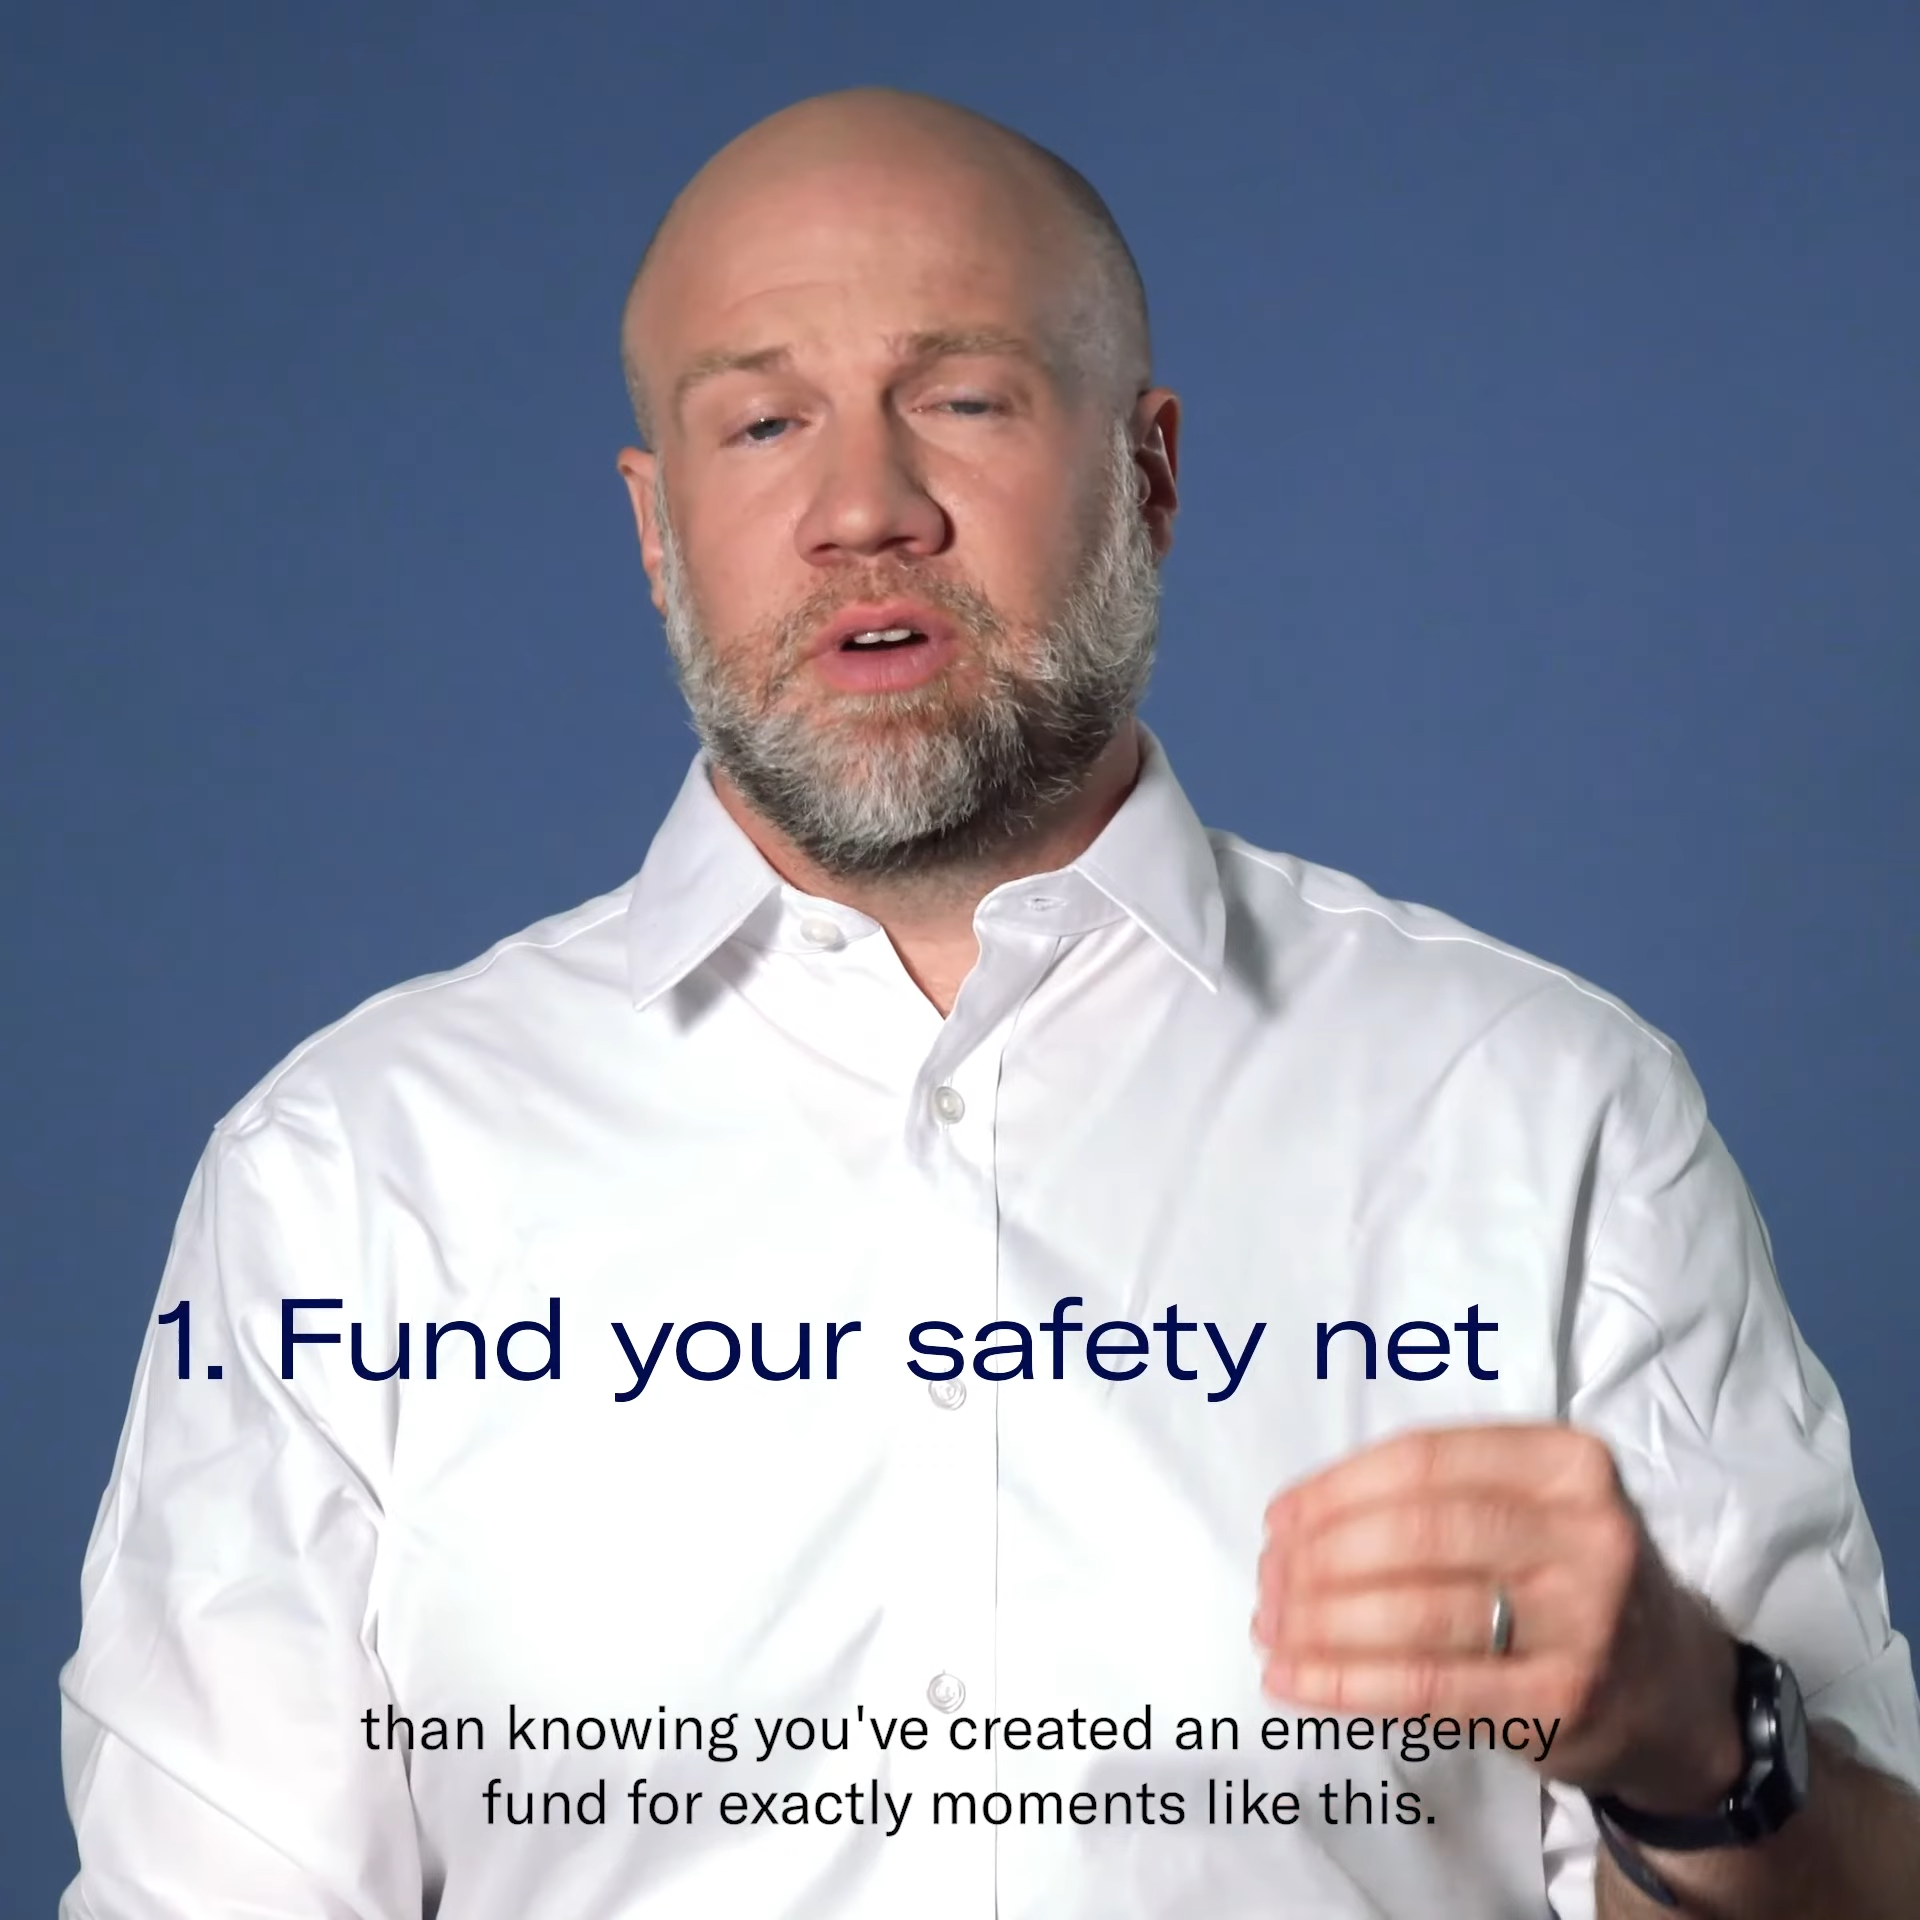 1. Fund your safety net
than knowing you've created an emergency
fund for exactly moments like this.